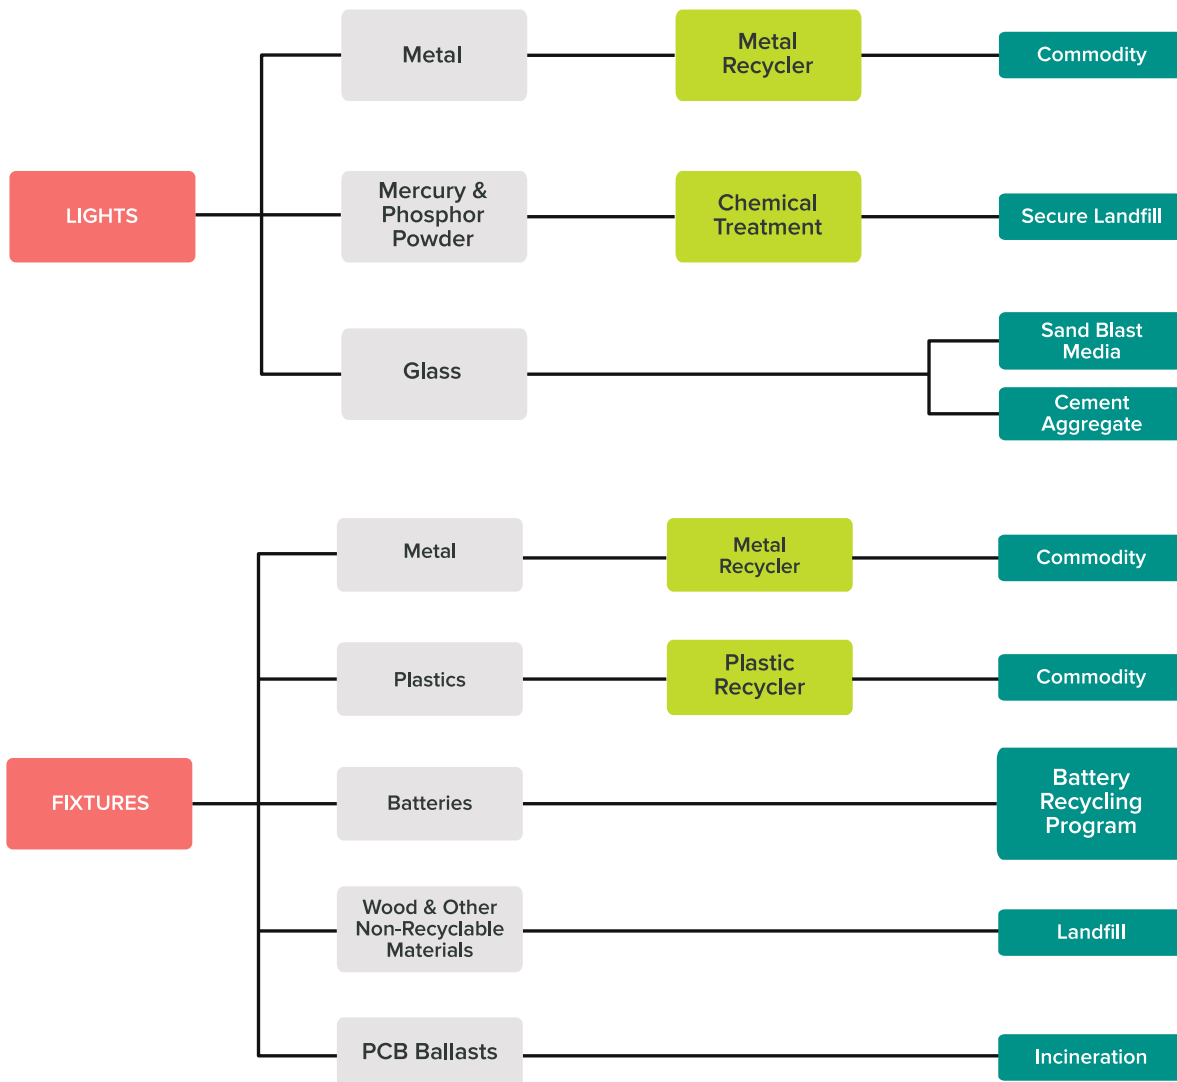 Metal
Metal
Recycler
Commodity
LIGHTS
Mercury &
Phosphor
Powder
Chemical
Treatment
Secure Landfill
Glass
Sand Blast
Media
Cement
Aggregate
Metal
Metal
Recycler
Commodity
Plastics
Plastic
Recycler
Commodity
FIXTURES
Batteries
Battery
Recycling
Program
Wood & Other
Non-Recyclable
Materials
Landfill
PCB Ballasts
Incineration